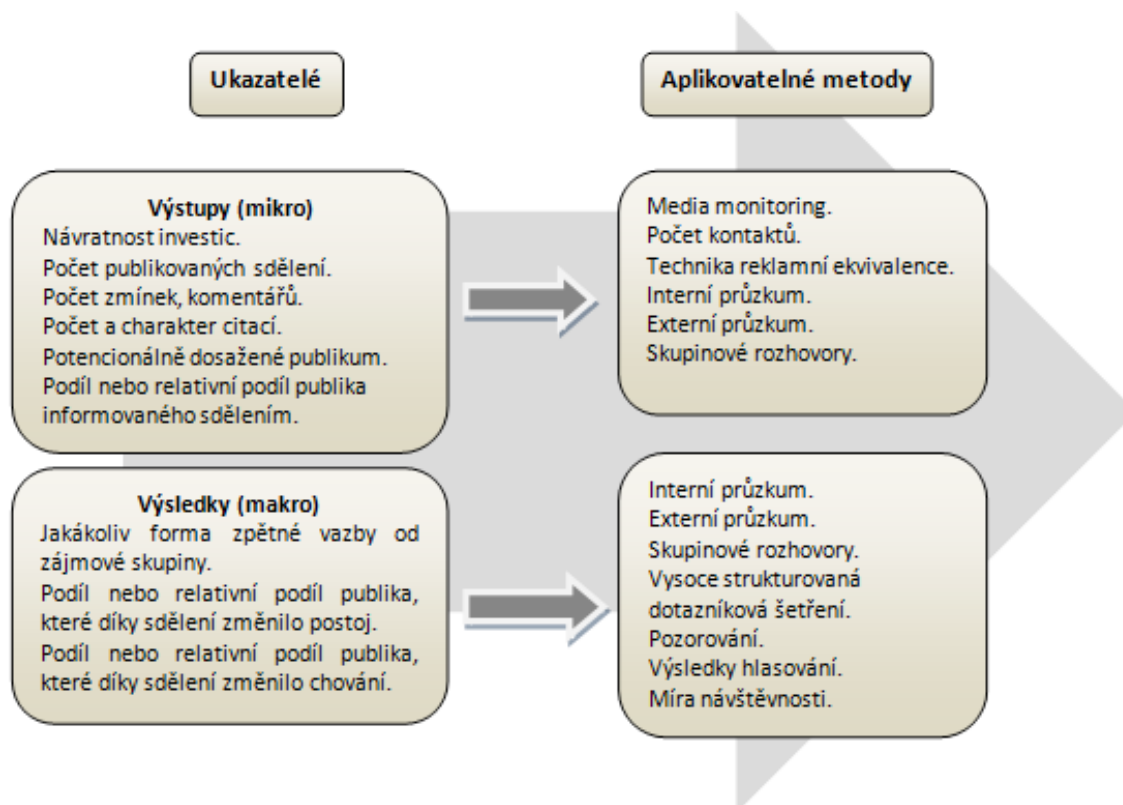 Ukazatelé
Aplikovatelné metody
Výstupy (mikro)
Návratnost investic.
Počet publikovaných sdělení.
Počet zmínek, komentářů.
Počet a charakter citací.
Potencionálně dosažené publikum.
Podíl nebo relativní podíl publika
informovaného sdělením.
Media monitoring.
Počet kontaktů.
Technika reklamní ekvivalence.
Interní průzkum.
Externí průzkum.
Skupinové rozhovory.
Výsledky (makro)
Jakákoliv forma zpětné vazby od
zájmové skupiny.
Podíl nebo relativní podíl publika,
které díky sdělení změnilo postoj.
Podíl nebo relativní podíl publika,
které díky sdělení změnilo chování.
Interní průzkum.
Externí průzkum.
Skupinové rozhovory.
Vysoce strukturovaná
dotazníková šetření.
Pozorování.
Výsledky hlasování.
Míra návštěvnosti.